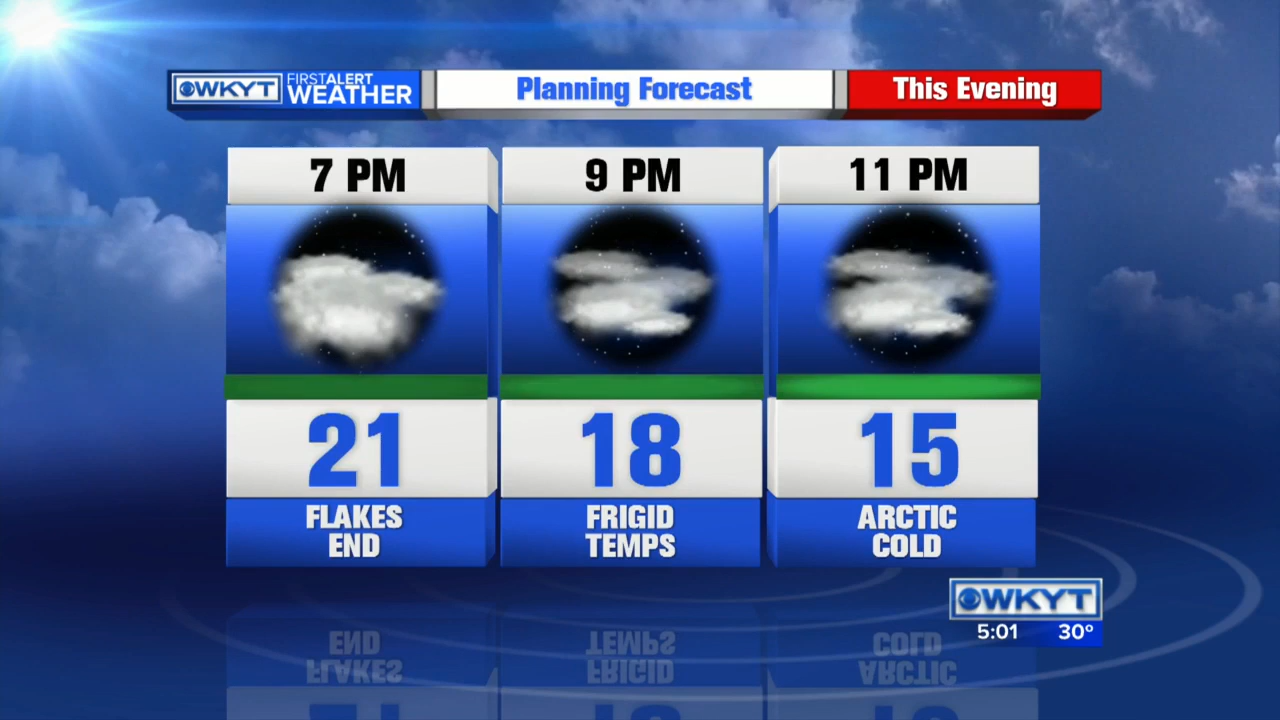 WKYT FIRST ALERT WEATHER
Planning Forecast
This Evening
7 PM
9 PM
11 PM
21
18
15
FLAKES END
FRIGID TEMPS
ARCTIC COLD
WKYT
5:01 30°